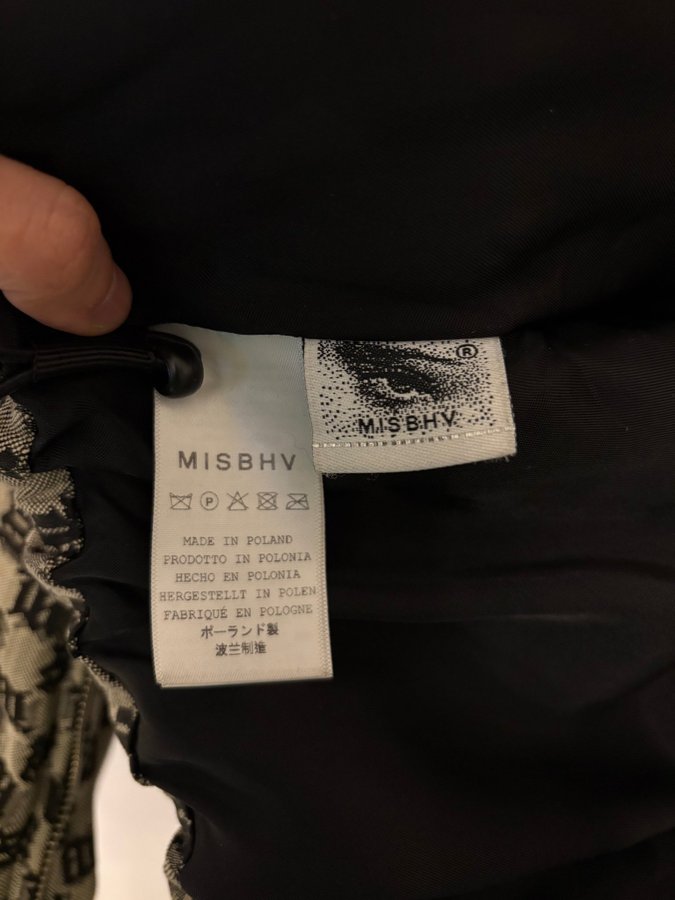 MISBHV
P
MADE IN POLAND
PRODOTTO IN POLONIA
HECHO EN POLONIA
HERGESTELLT IN POLEN
FABRIQUÉ EN POLOGNE
ポーランド製
波兰制造
®
MISBHV